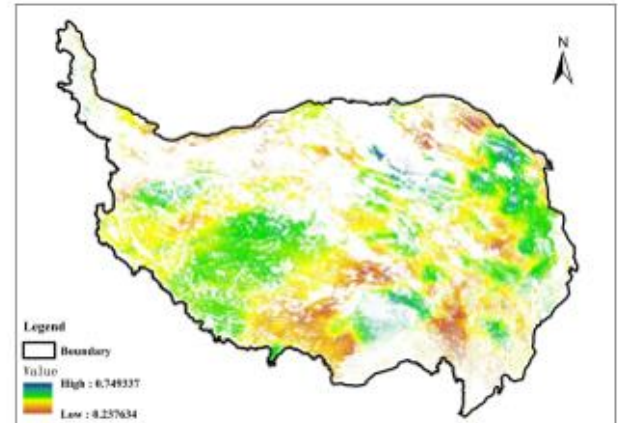 N
Legend
Boundary
Value
High : 0.749337
Low : 0.237634